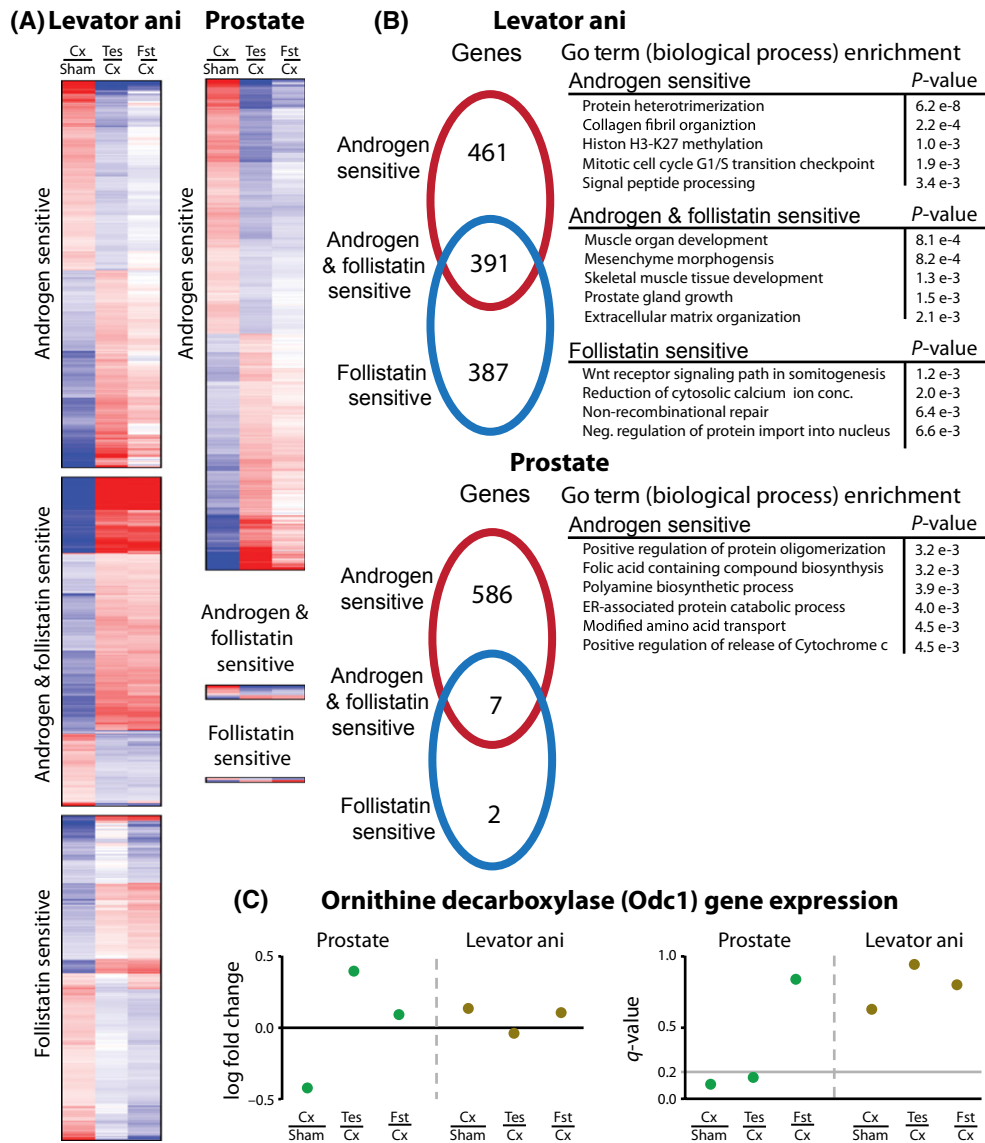 (A) Levator ani
Prostate
Cx Tes Fst
Sham Cx Cx
Cx Tes Fst
Sham Cx Cx
Androgen sensitive
Androgen & follistatin sensitive
Follistatin sensitive
Androgen sensitive
Androgen &
follistatin
sensitive
Follistatin
sensitive
(B) Levator ani
Genes
Go term (biological process) enrichment
Androgen
sensitive
461
Androgen
& follistatin
sensitive
391
Follistatin
sensitive
387
Androgen sensitive P-value
Protein heterotrimerization 6.2 e-8
Collagen fibril organiztion 2.2 e-4
Histon H3-K27 methylation 1.0 e-3
Mitotic cell cycle G1/S transition checkpoint 1.9 e-3
Signal peptide processing 3.4 e-3
Androgen & follistatin sensitive P-value
Muscle organ development 8.1 e-4
Mesenchyme morphogensis 8.2 e-4
Skeletal muscle tissue development 1.3 e-3
Prostate gland growth 1.5 e-3
Extracellular matrix organization 2.1 e-3
Follistatin sensitive P-value
Wnt receptor signaling path in somitogenesis 1.2 e-3
Reduction of cytosolic calcium ion conc. 2.0 e-3
Non-recombinational repair 6.4 e-3
Neg. regulation of protein import into nucleus 6.6 e-3
Prostate
Genes
Go term (biological process) enrichment
Androgen
sensitive
586
Androgen
& follistatin
sensitive
7
Follistatin
sensitive
2
Androgen sensitive P-value
Positive regulation of protein oligomerization 3.2 e-3
Folic acid containing compound biosynthysis 3.2 e-3
Polyamine biosynthetic process 3.9 e-3
ER-associated protein catabolic process 4.0 e-3
Modified amino acid transport 4.5 e-3
Positive regulation of release of Cytochrome c 4.5 e-3
(C) Ornithine decarboxylase (Odc1) gene expression
Prostate Levator ani
log fold change
0.5
0.0
–0.5
Cx Tes Fst Cx Tes Fst
Sham Cx Cx Sham Cx Cx
Prostate Levator ani
q-value
1.0
0.5
0.2
0.0
Cx Tes Fst Cx Tes Fst
Sham Cx Cx Sham Cx Cx